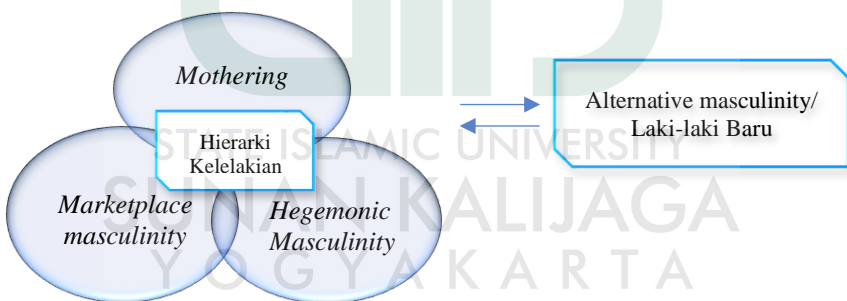 Mothering
Hierarki
Kelelakian
Marketplace
masculinity
Hegemonic
Masculinity
Alternative masculinity/
Laki-laki Baru
STATE ISLAMIC UNIVERSITY
SUNAN KALIJAGA
YOGYAKARTA